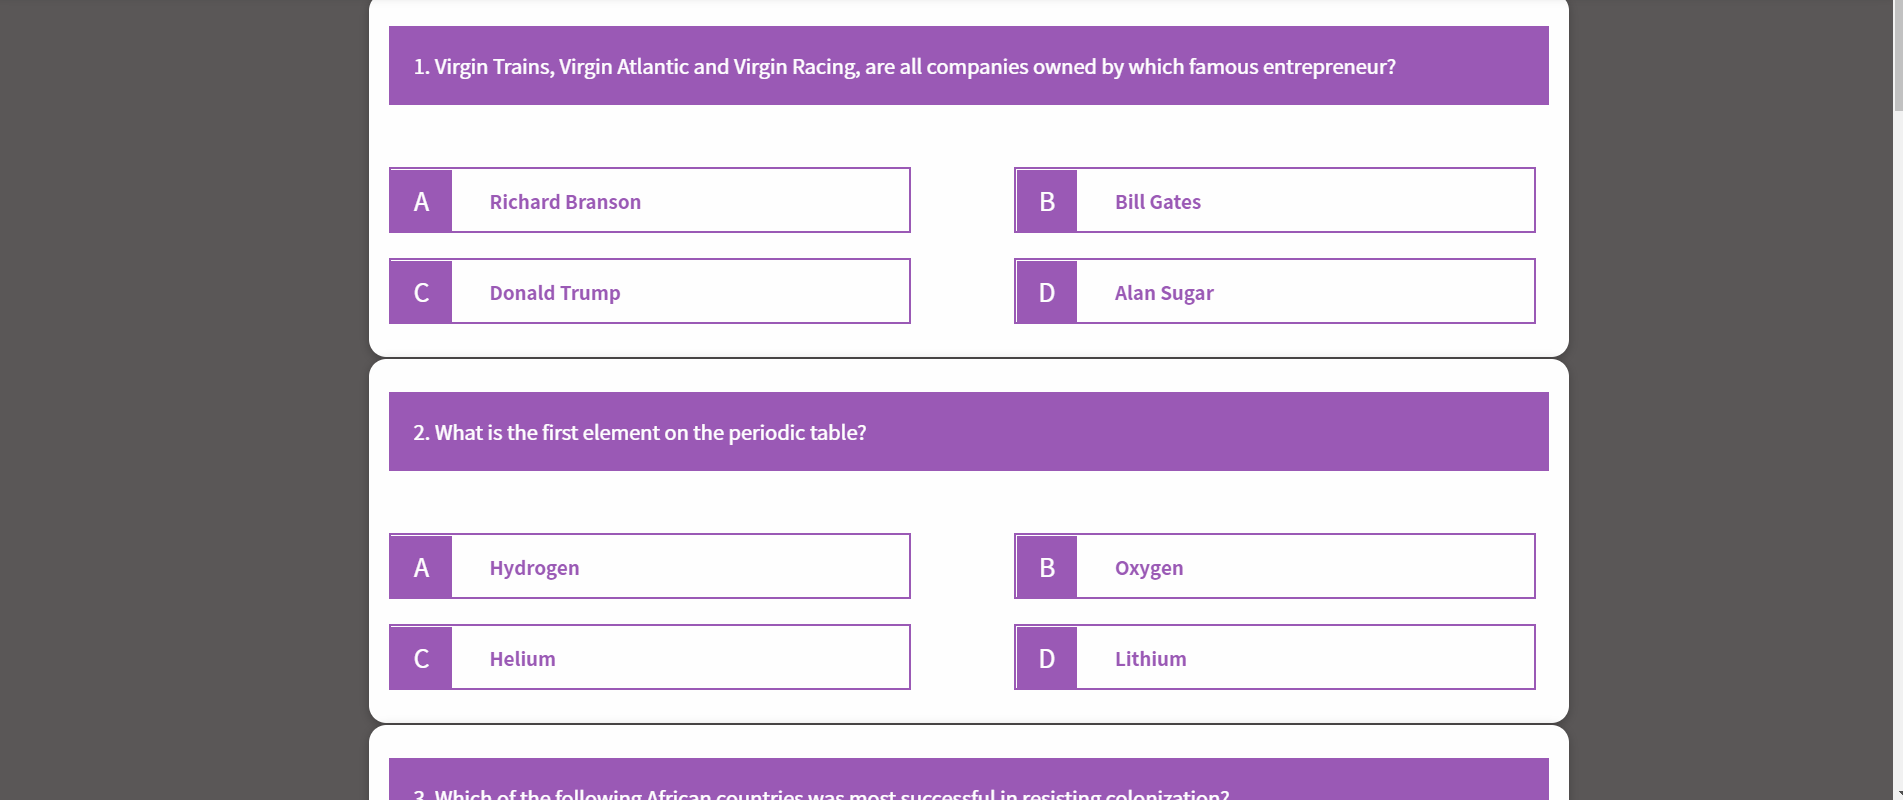 1. Virgin Trains, Virgin Atlantic and Virgin Racing, are all companies owned by which famous entrepreneur?
A Richard Branson
B Bill Gates
C Donald Trump
D Alan Sugar
2. What is the first element on the periodic table?
A Hydrogen
B Oxygen
C Helium
D Lithium
3. Which of the following African countries was most successful in resisting colonization?